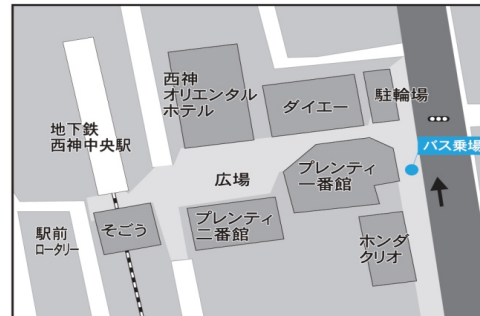 西神
オリエンタル
ホテル
ダイエー
駐輪場
地下鉄
西神中央駅
バス乗場
広場
プレンティ
一番館
駅前
ロータリー
そごう
プレンティ
二番館
ホンダ
クリオ